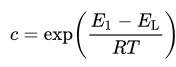 c = exp((E₁ − E_L)/(RT))